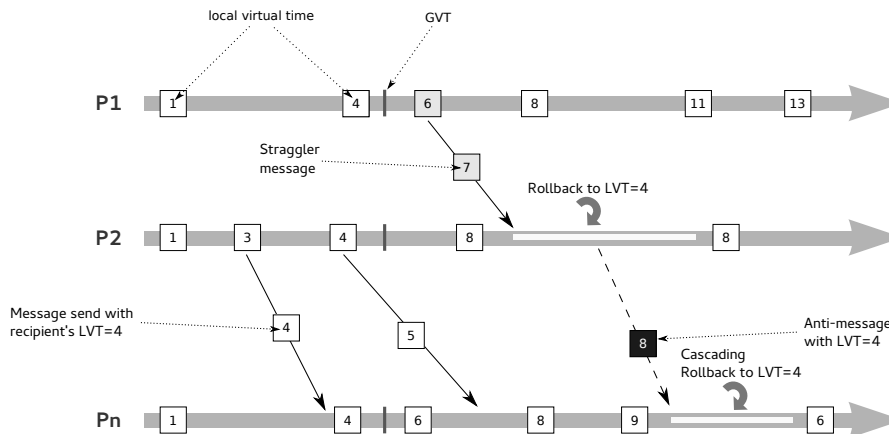 local virtual time
GVT
P1
1
4
6
8
11
13
Straggler
message
7
Rollback to LVT=4
P2
1
3
4
8
8
Message send with
recipient's LVT=4
4
5
8
Anti-message
with LVT=4
Cascading
Rollback to LVT=4
Pn
1
4
6
8
9
6